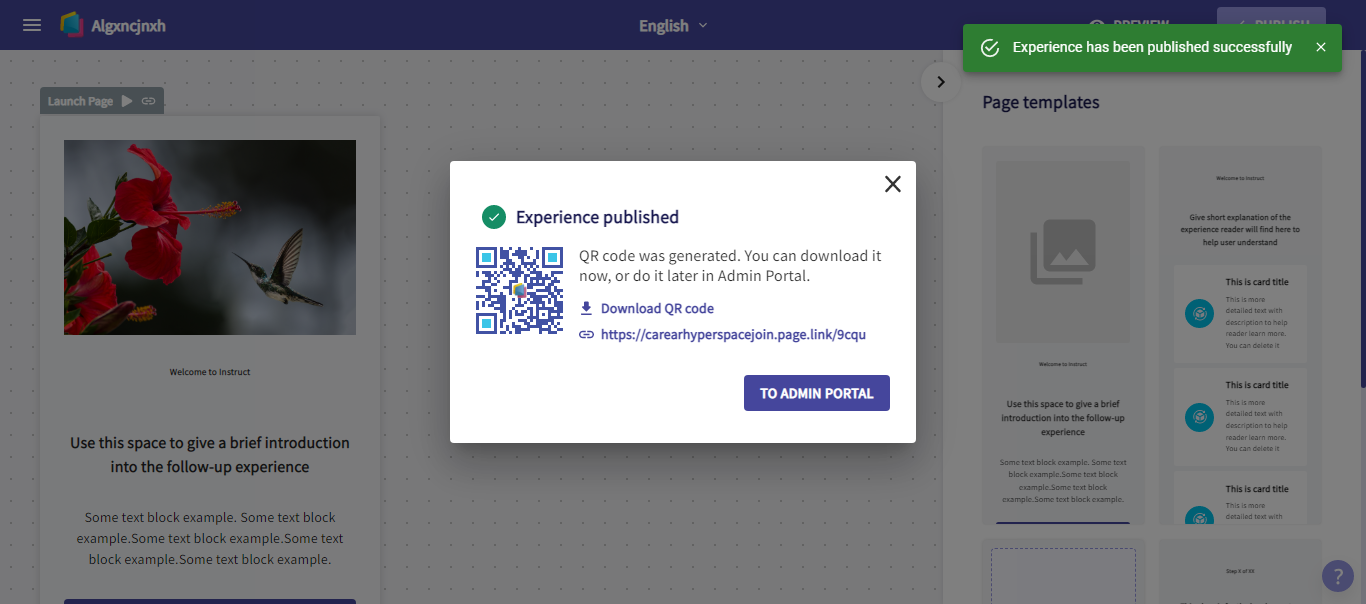 Algxncjnxh
English
PREVIEW
PUBLISH
Experience has been published successfully
Launch Page
Welcome to Instruct
Use this space to give a brief introduction
into the follow-up experience
Some text block example. Some text block
example.Some text block example.Some text
block example.Some text block example.
Experience published
QR code was generated. You can download it
now, or do it later in Admin Portal.
Download QR code
https://carearhyperspacejoin.page.link/9cqu
TO ADMIN PORTAL
Page templates
Welcome to Instruct
Use this space to give a brief
introduction into the follow-up
experience
Some text block example. Some text
block example.Some text block
example.Some text block
example.Some text block example.
Welcome to Instruct
Give short explanation of the
experience reader will find here to
help user understand
This is card title
This is more
detailed text with
description to help
reader learn more.
You can delete it
This is card title
This is more
detailed text with
description to help
reader learn more.
You can delete it
This is card title
This is more
detailed text with
Step X of XX
?